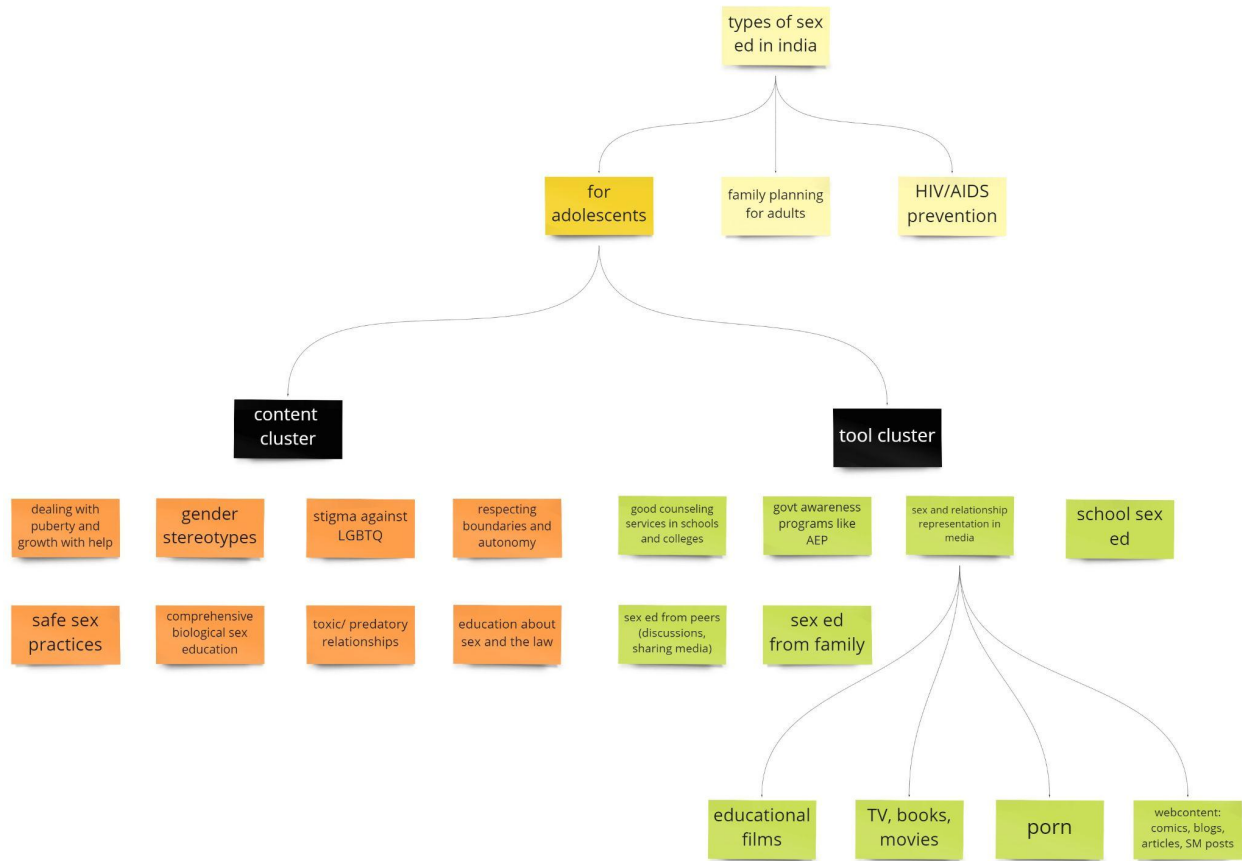 types of sex
ed in india
for
adolescents
family planning
for adults
HIV/AIDS
prevention
content
cluster
tool cluster
dealing with
puberty and
growth with help
gender
stereotypes
stigma against
LGBTQ
respecting
boundaries and
autonomy
good counseling
services in schools
and colleges
govt awareness
programs like
AEP
sex and relationship
representation in
media
school sex
ed
safe sex
practices
comprehensive
biological sex
education
toxic/ predatory
relationships
education about
sex and the law
sex ed from peers
(discussions,
sharing media)
sex ed
from family
educational
films
TV, books,
movies
porn
webcontent:
comics, blogs,
articles, SM posts